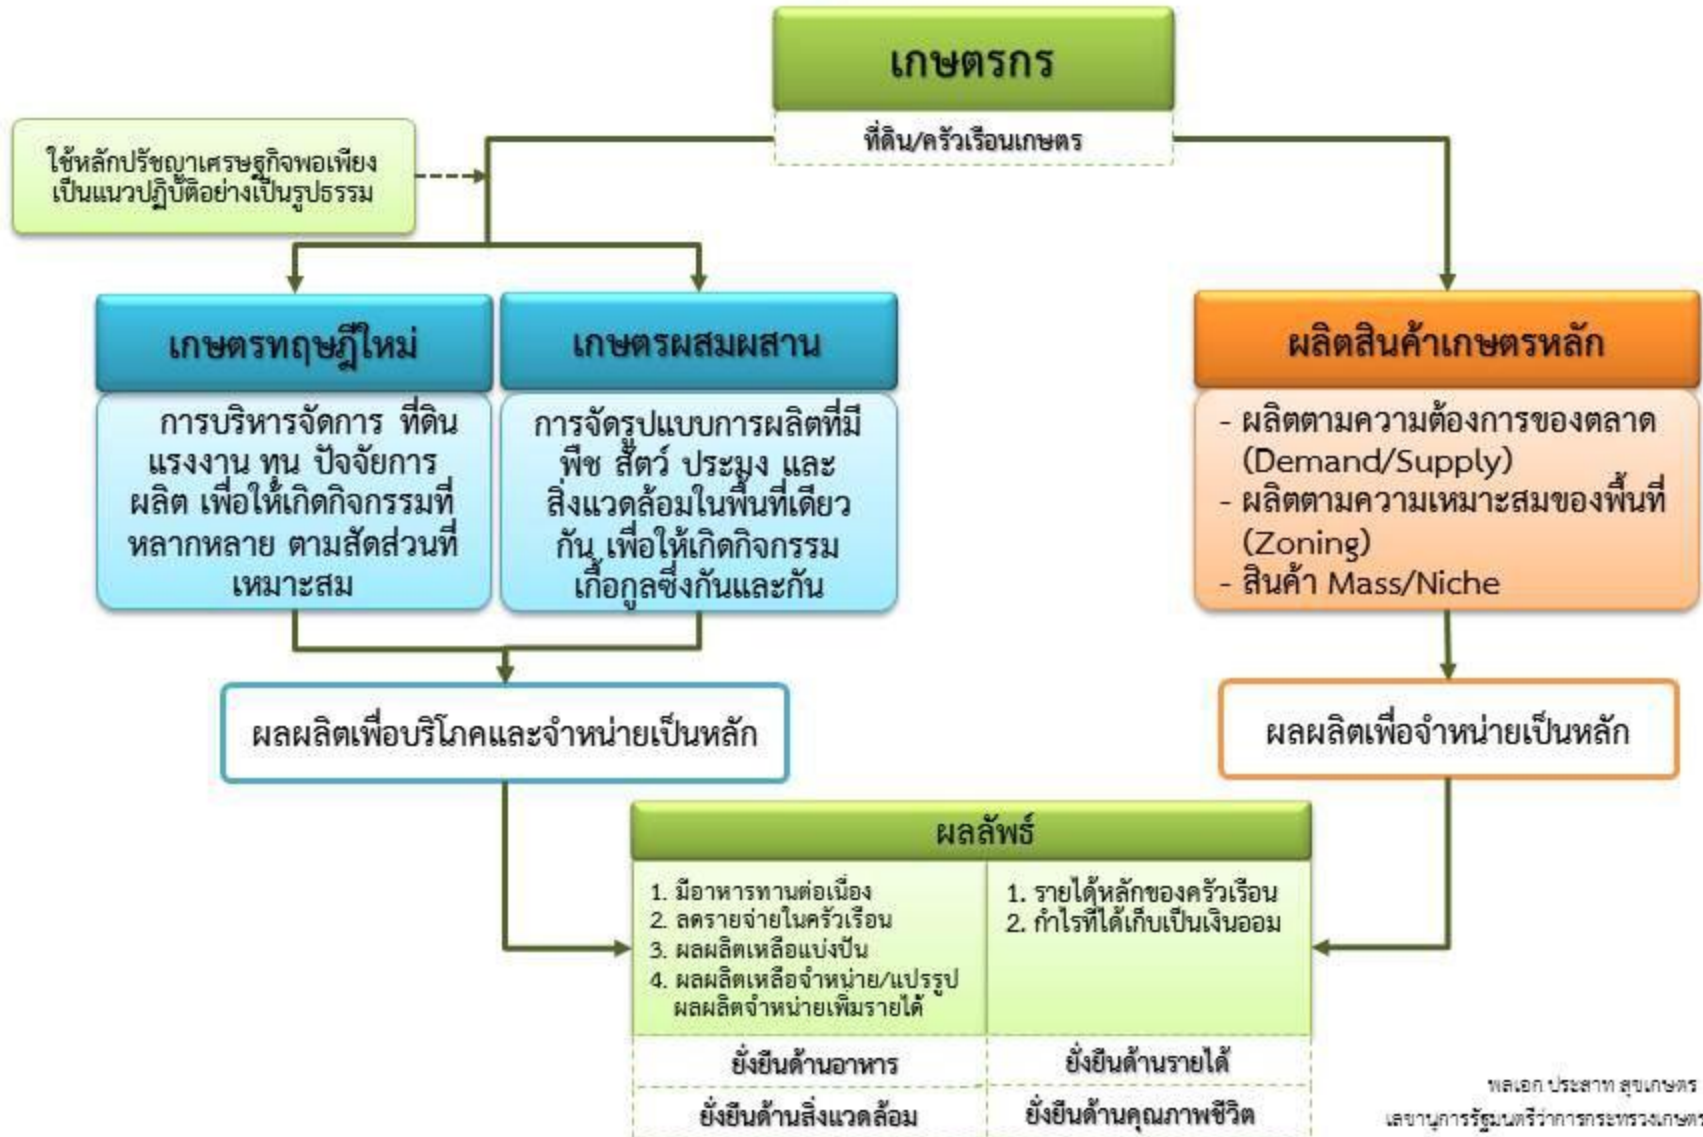 เกษตรกร
ที่ดิน/ครัวเรือนเกษตร
ใช้หลักปรัชญาเศรษฐกิจพอเพียง
เป็นแนวปฏิบัติอย่างเป็นรูปธรรม
เกษตรทฤษฎีใหม่
การบริหารจัดการ ที่ดิน
แรงงาน ทุน ปัจจัยการ
ผลิต เพื่อให้เกิดกิจกรรมที่
หลากหลาย ตามสัดส่วนที่
เหมาะสม
เกษตรผสมผสาน
การจัดรูปแบบการผลิตที่มี
พืช สัตว์ ประมง และ
สิ่งแวดล้อมในพื้นที่เดียว
กัน เพื่อให้เกิดกิจกรรม
เกื้อกูลซึ่งกันและกัน
ผลิตสินค้าเกษตรหลัก
- ผลิตตามความต้องการของตลาด
(Demand/Supply)
- ผลิตตามความเหมาะสมของพื้นที่
(Zoning)
- สินค้า Mass/Niche
ผลผลิตเพื่อบริโภคและจำหน่ายเป็นหลัก
ผลผลิตเพื่อจำหน่ายเป็นหลัก
ผลลัพธ์
1. มีอาหารทานต่อเนื่อง
2. ลดรายจ่ายในครัวเรือน
3. ผลผลิตเหลือแบ่งปัน
4. ผลผลิตเหลือจำหน่าย/แปรรูป
ผลผลิตจำหน่ายเพิ่มรายได้
1. รายได้หลักของครัวเรือน
2. กำไรที่ได้เก็บเป็นเงินออม
ยั่งยืนด้านอาหาร
ยั่งยืนด้านรายได้
ยั่งยืนด้านสิ่งแวดล้อม
ยั่งยืนด้านคุณภาพชีวิต
พลเอก ประสาท สุขเกษตร
เลขานุการรัฐมนตรีว่าการกระทรวงเกษตร